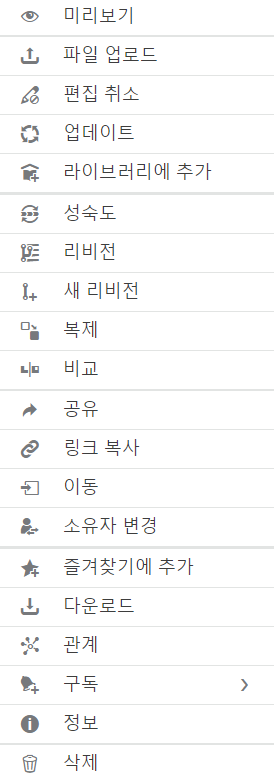 미리보기
파일 업로드
편집 취소
업데이트
라이브러리에 추가
성숙도
리비전
새 리비전
복제
비교
공유
링크 복사
이동
소유자 변경
즐겨찾기에 추가
다운로드
관계
구독
정보
삭제